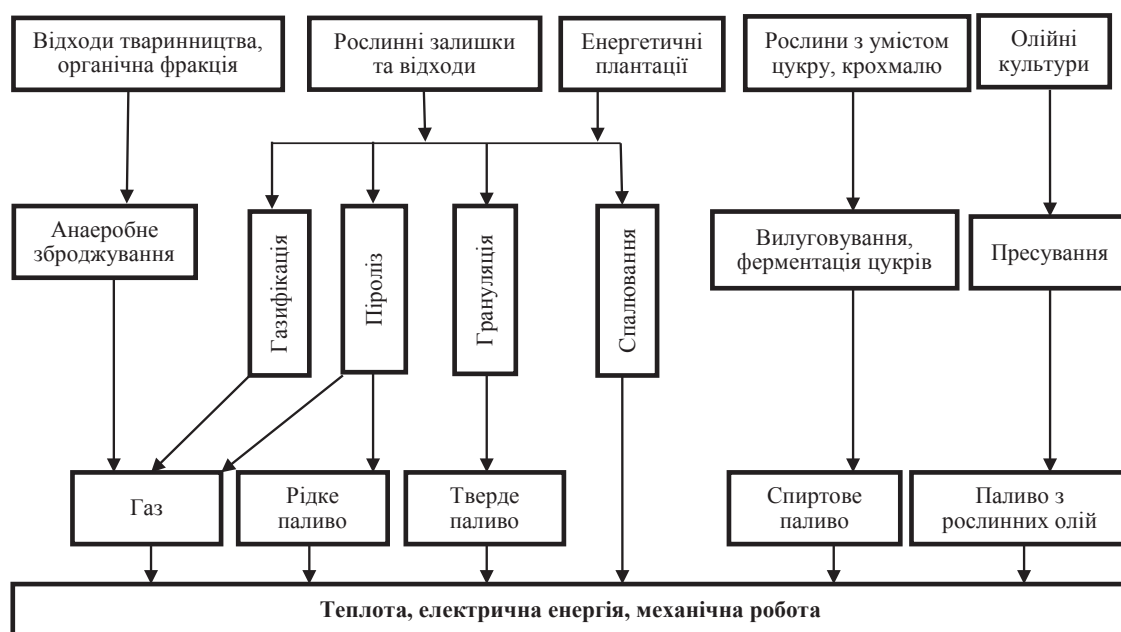 Відходи тваринництва,
органічна фракція
Рослинні залишки
та відходи
Енергетичні
плантації
Рослини з умістом
цукру, крохмалю
Олійні
культури
Анаеробне
зброджування
Газифікація
Піроліз
Грануляція
Спалювання
Вилуговування,
ферментація цукрів
Пресування
Газ
Рідке
паливо
Тверде
паливо
Спиртове
паливо
Паливо з
рослинних олій
Теплота, електрична енергія, механічна робота